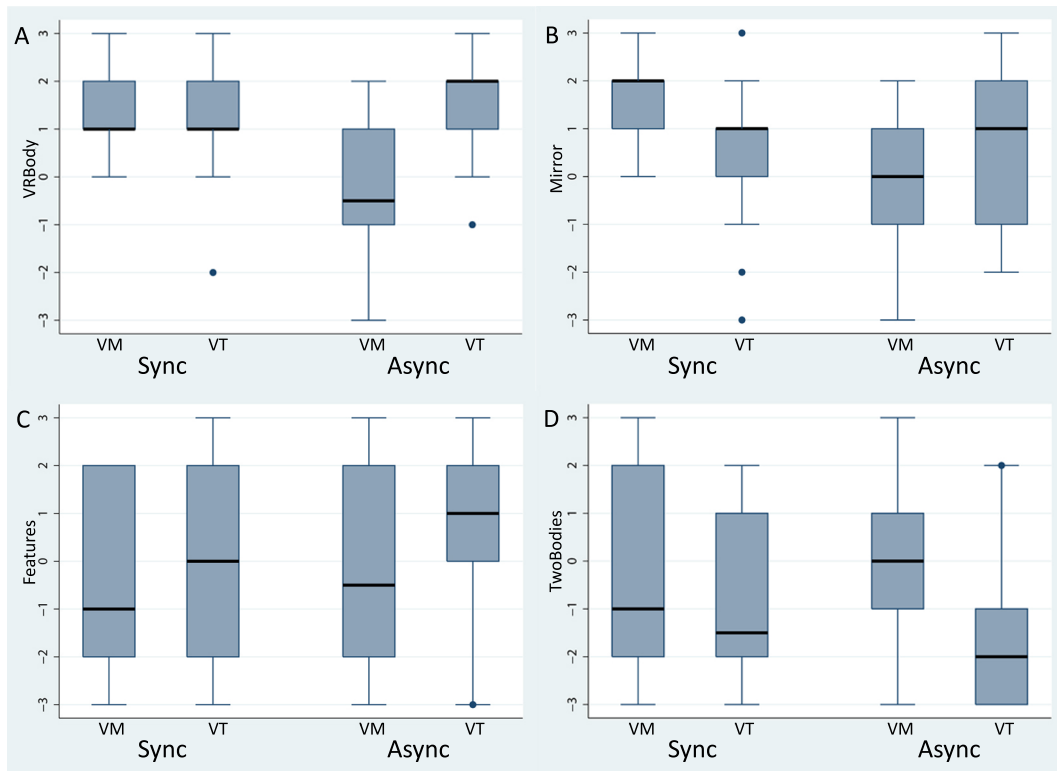 A
VRBody
3
2
1
0
−1
−2
−3
VM VT VM VT
Sync Async
B
Mirror
3
2
1
0
−1
−2
−3
VM VT VM VT
Sync Async
C
Features
3
2
1
0
−1
−2
−3
VM VT VM VT
Sync Async
D
TwoBodies
3
2
1
0
−1
−2
−3
VM VT VM VT
Sync Async